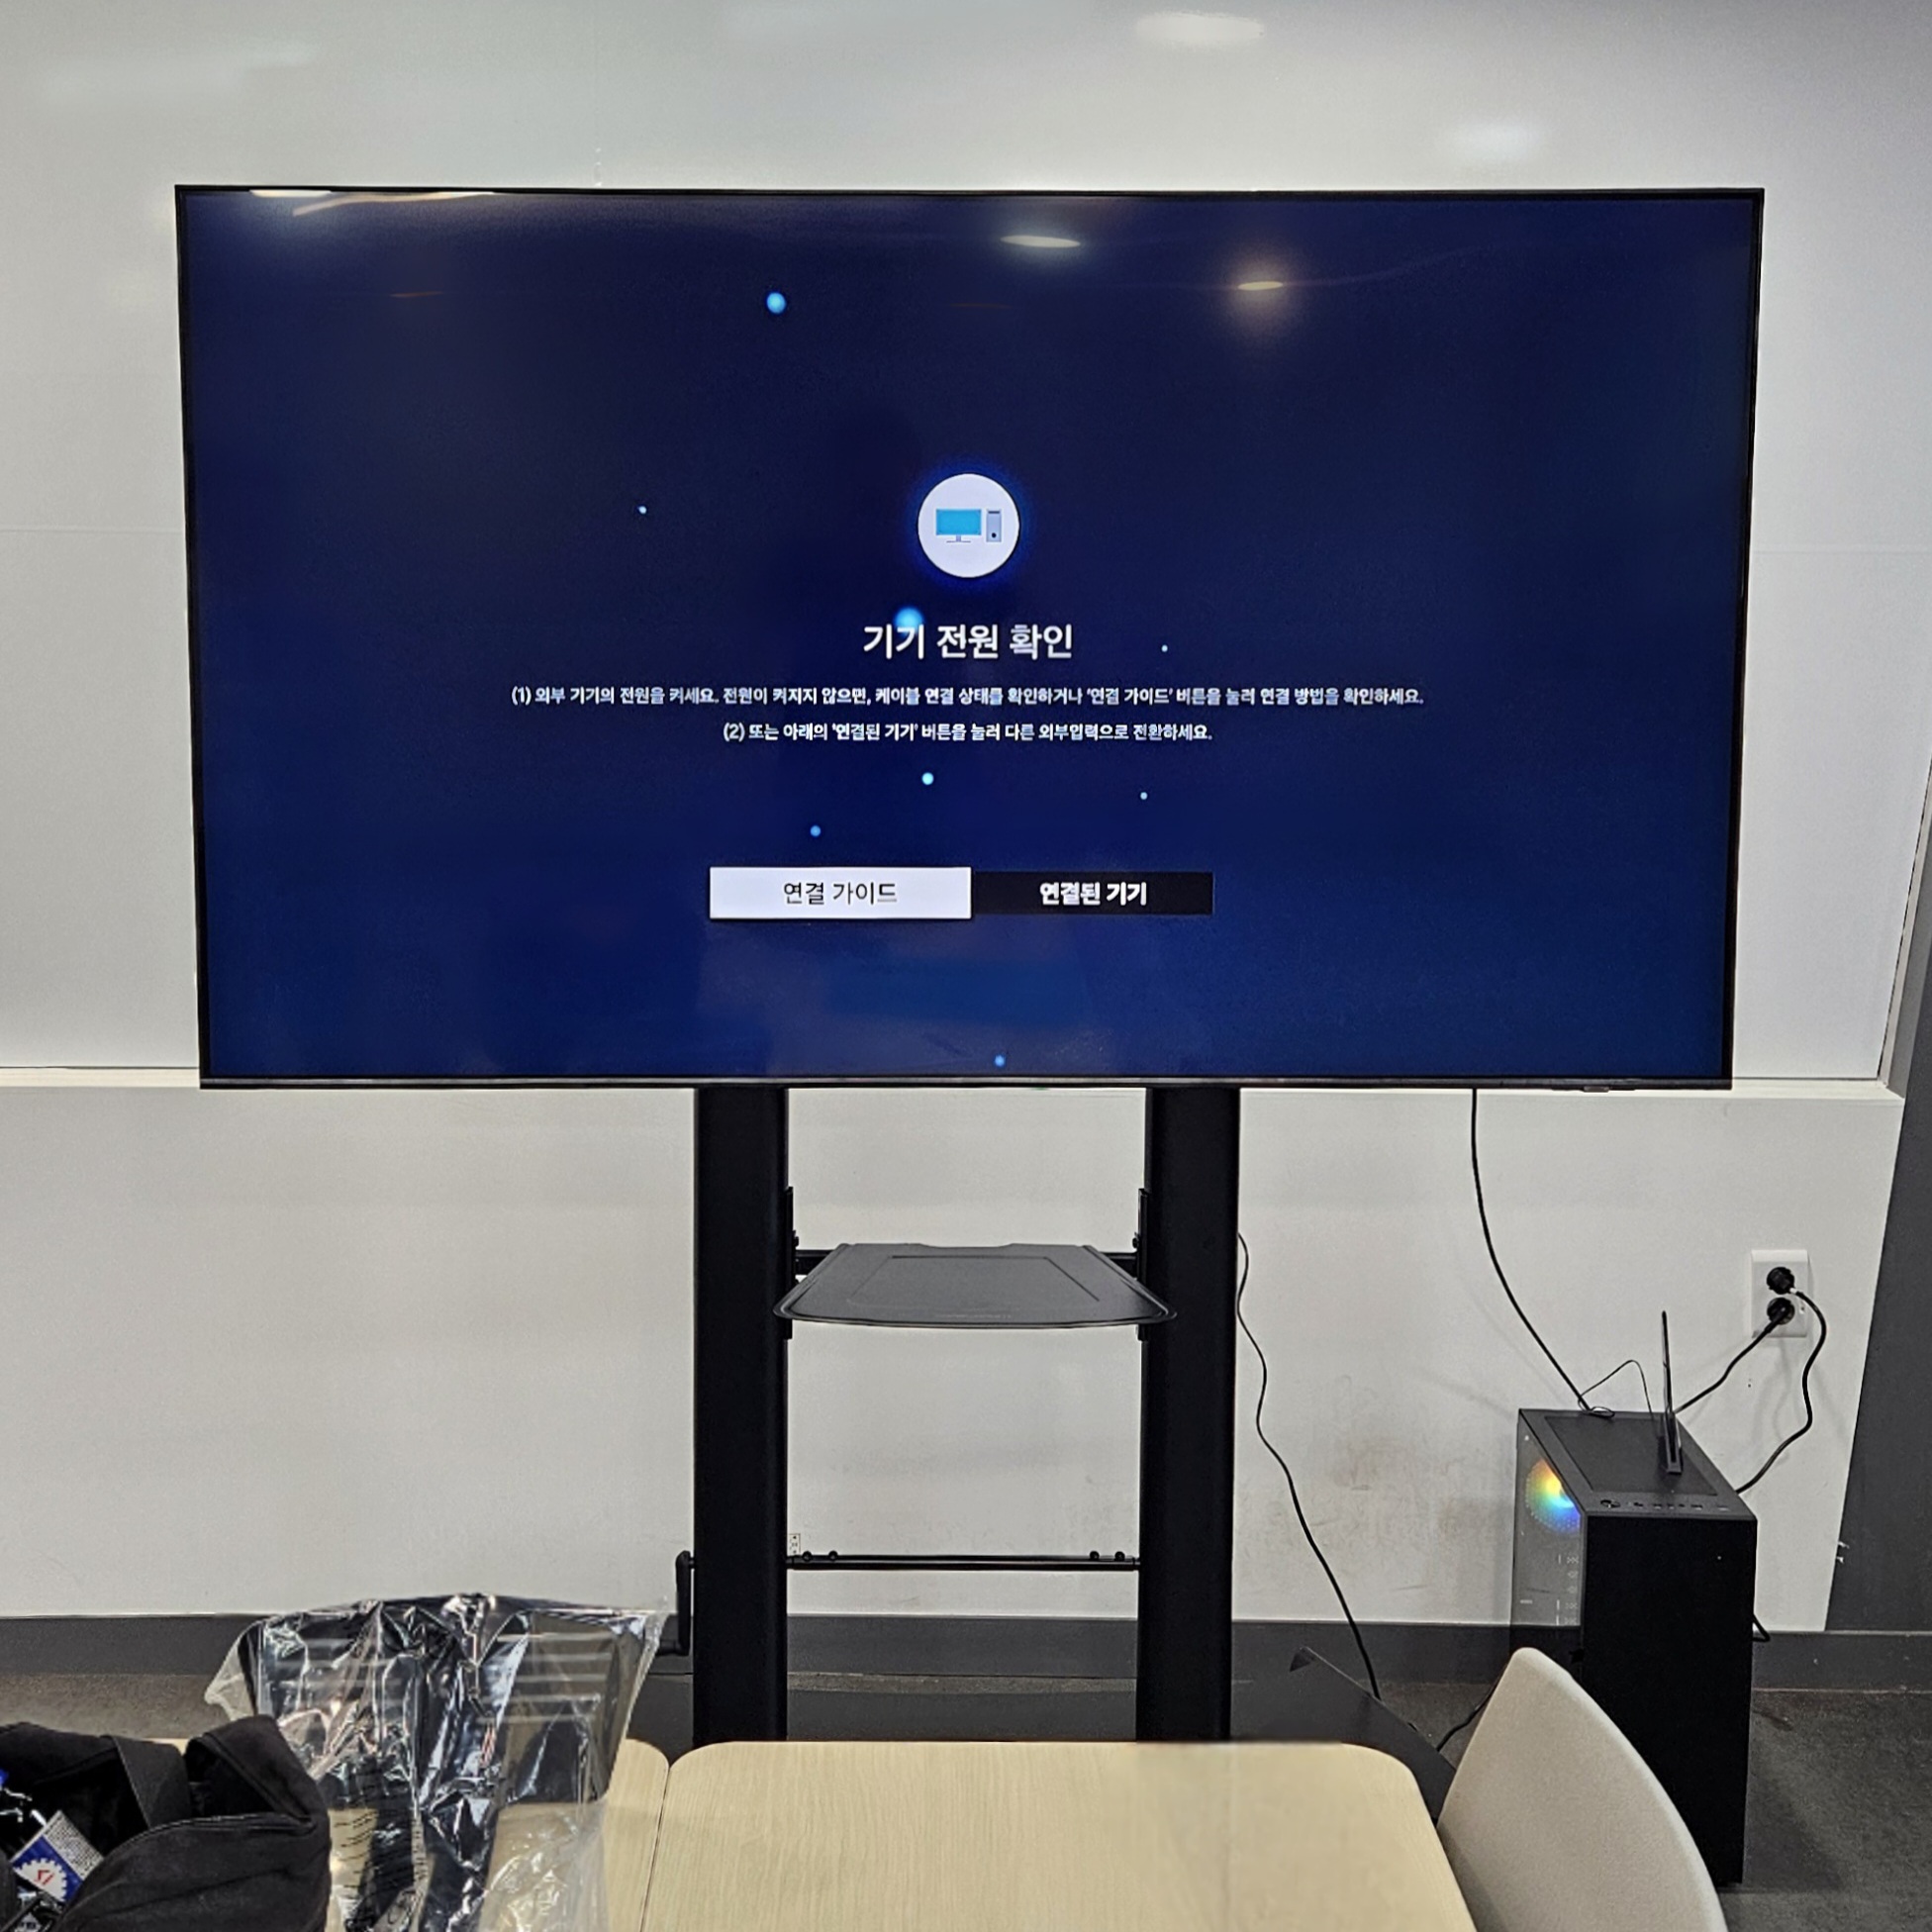 기기 전원 확인
(1) 외부 기기의 전원을 켜세요. 전원이 켜지지 않으면, 케이블 연결 상태를 확인하거나 '연결 가이드' 버튼을 눌러 연결 방법을 확인하세요.
(2) 또는 아래의 '연결된 기기' 버튼을 눌러 다른 외부입력으로 전환하세요.
연결 가이드
연결된 기기